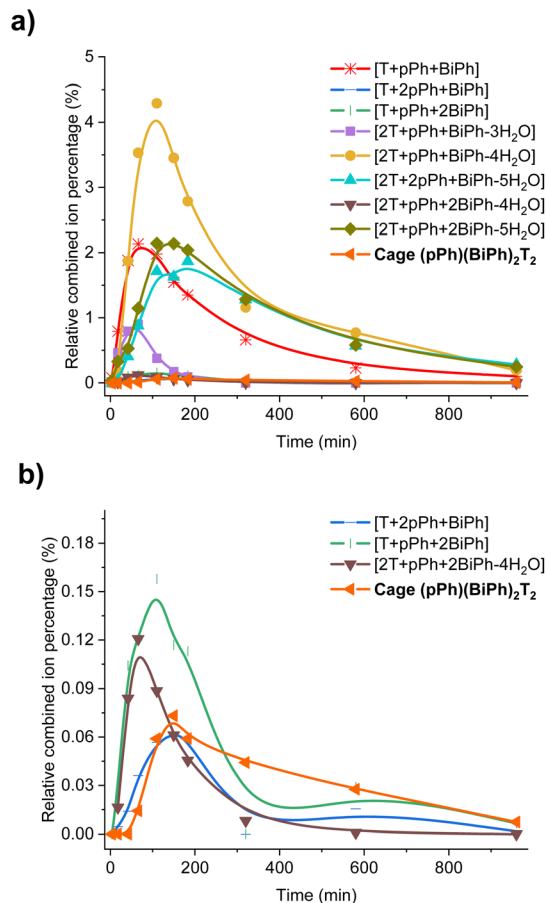 a)
5
4
3
2
1
0
0 200 400 600 800
Relative combined ion percentage (%)
Time (min)
[T+pPh+BiPh]
[T+2pPh+BiPh]
[T+pPh+2BiPh]
[2T+pPh+BiPh-3H₂O]
[2T+pPh+BiPh-4H₂O]
[2T+2pPh+BiPh-5H₂O]
[2T+pPh+2BiPh-4H₂O]
[2T+pPh+2BiPh-5H₂O]
Cage (pPh)(BiPh)₂T₂
b)
0.18
0.15
0.12
0.09
0.06
0.03
0.00
0 200 400 600 800
Relative combined ion percentage (%)
Time (min)
[T+2pPh+BiPh]
[T+pPh+2BiPh]
[2T+pPh+2BiPh-4H₂O]
Cage (pPh)(BiPh)₂T₂